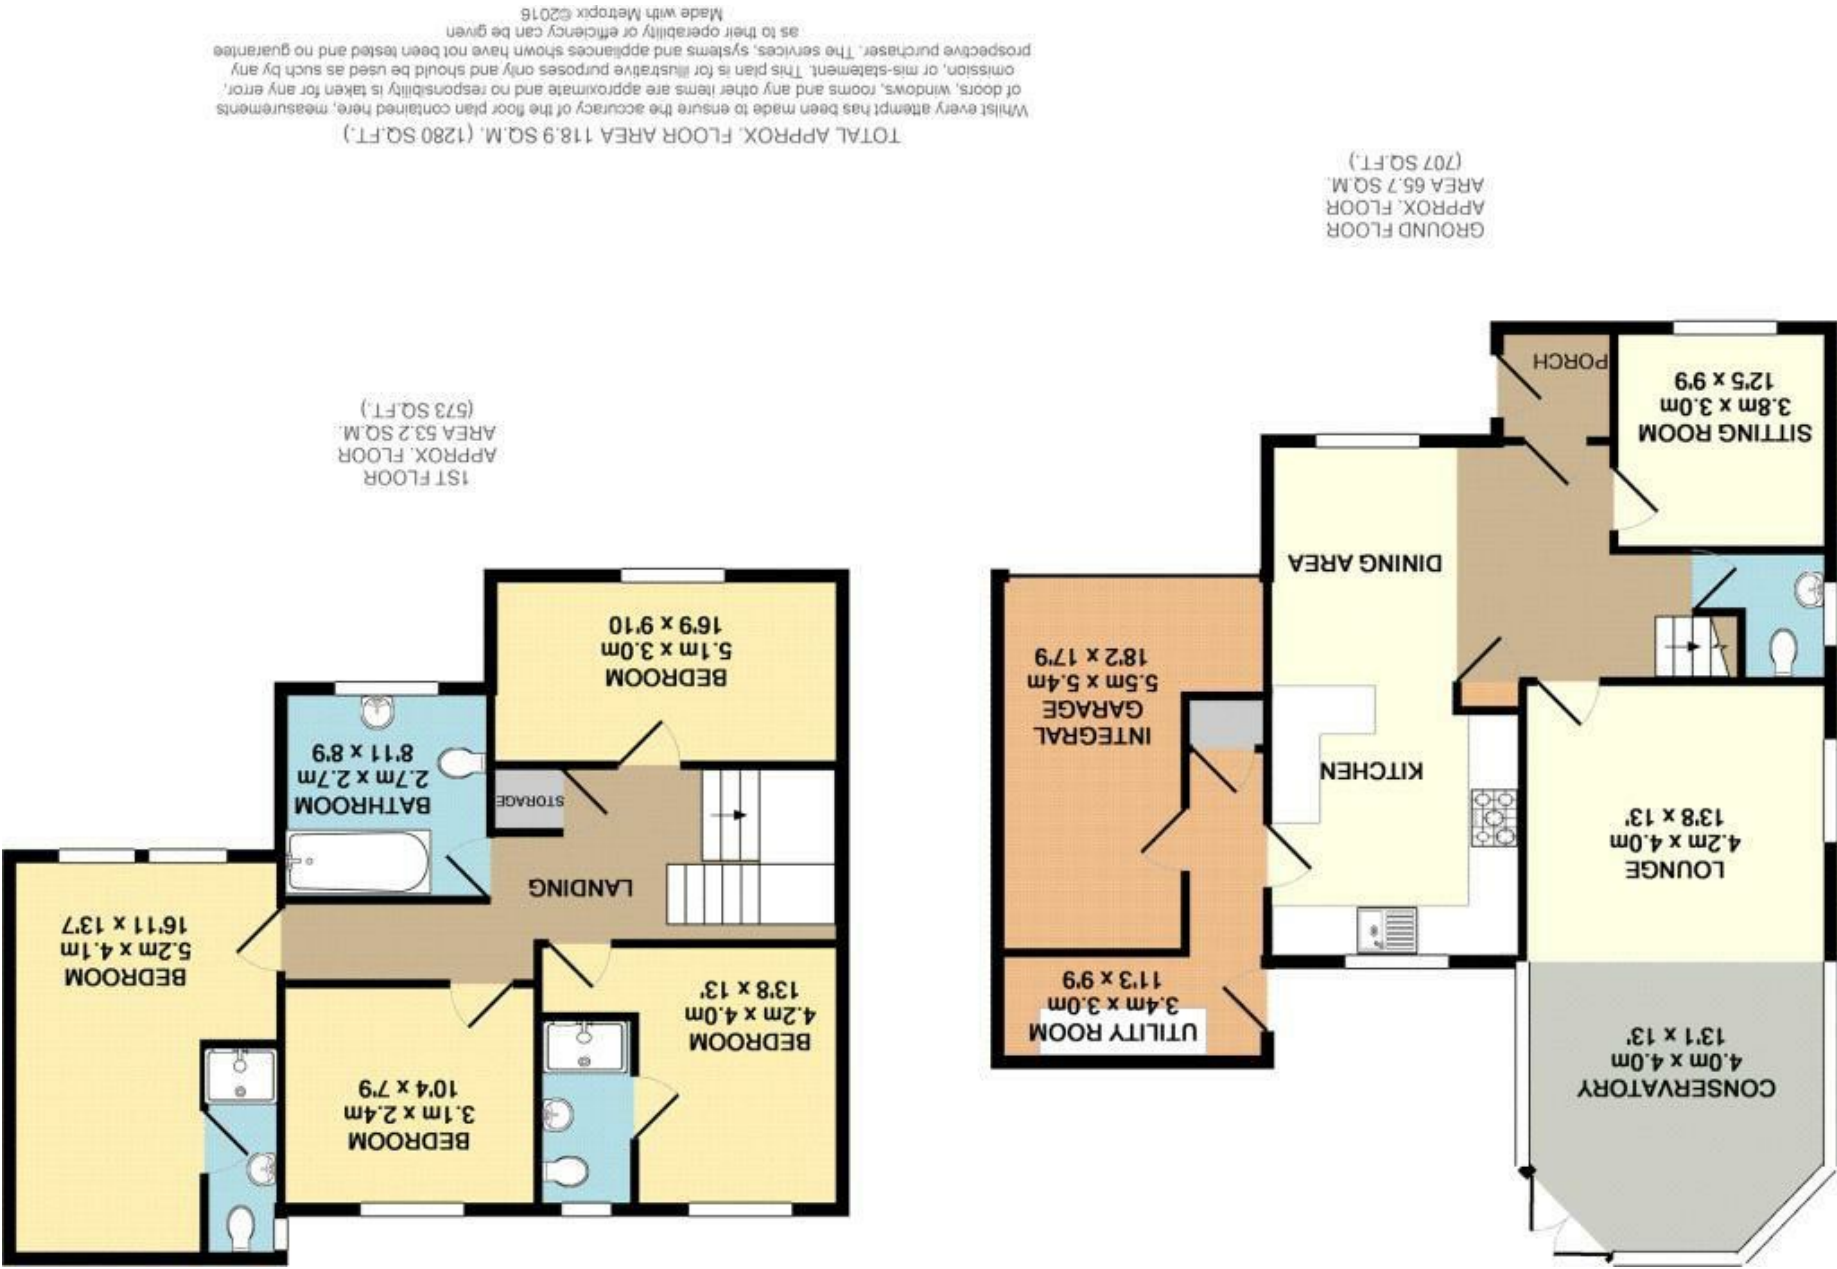 CONSERVATORY
4.0m x 4.0m
13'1 x 13'
LOUNGE
4.2m x 4.0m
13'8 x 13'
KITCHEN
DINING AREA
UTILITY ROOM
3.4m x 3.0m
11'3 x 9'9
INTEGRAL
GARAGE
5.5m x 5.4m
18'2 x 17'9
SITTING ROOM
3.8m x 3.0m
12'5 x 9'9
PORCH
GROUND FLOOR
APPROX. FLOOR
AREA 65.7 SQ.M.
(707 SQ.FT.)
BEDROOM
4.2m x 4.0m
13'8 x 13'
BEDROOM
3.1m x 2.4m
10'4 x 7'9
BEDROOM
5.2m x 4.1m
16'11 x 13'7
LANDING
STORAGE
BATHROOM
2.7m x 2.7m
8'11 x 8'9
BEDROOM
5.1m x 3.0m
16'9 x 9'10
1ST FLOOR
APPROX. FLOOR
AREA 53.2 SQ.M.
(573 SQ.FT.)
TOTAL APPROX. FLOOR AREA 118.9 SQ.M. (1280 SQ.FT.)
Whilst every attempt has been made to ensure the accuracy of the floor plan contained here, measurements
of doors, windows, rooms and any other items are approximate and no responsibility is taken for any error,
omission, or mis-statement. This plan is for illustrative purposes only and should be used as such by any
prospective purchaser. The services, systems and appliances shown have not been tested and no guarantee
as to their operability or efficiency can be given
Made with Metropix ©2016